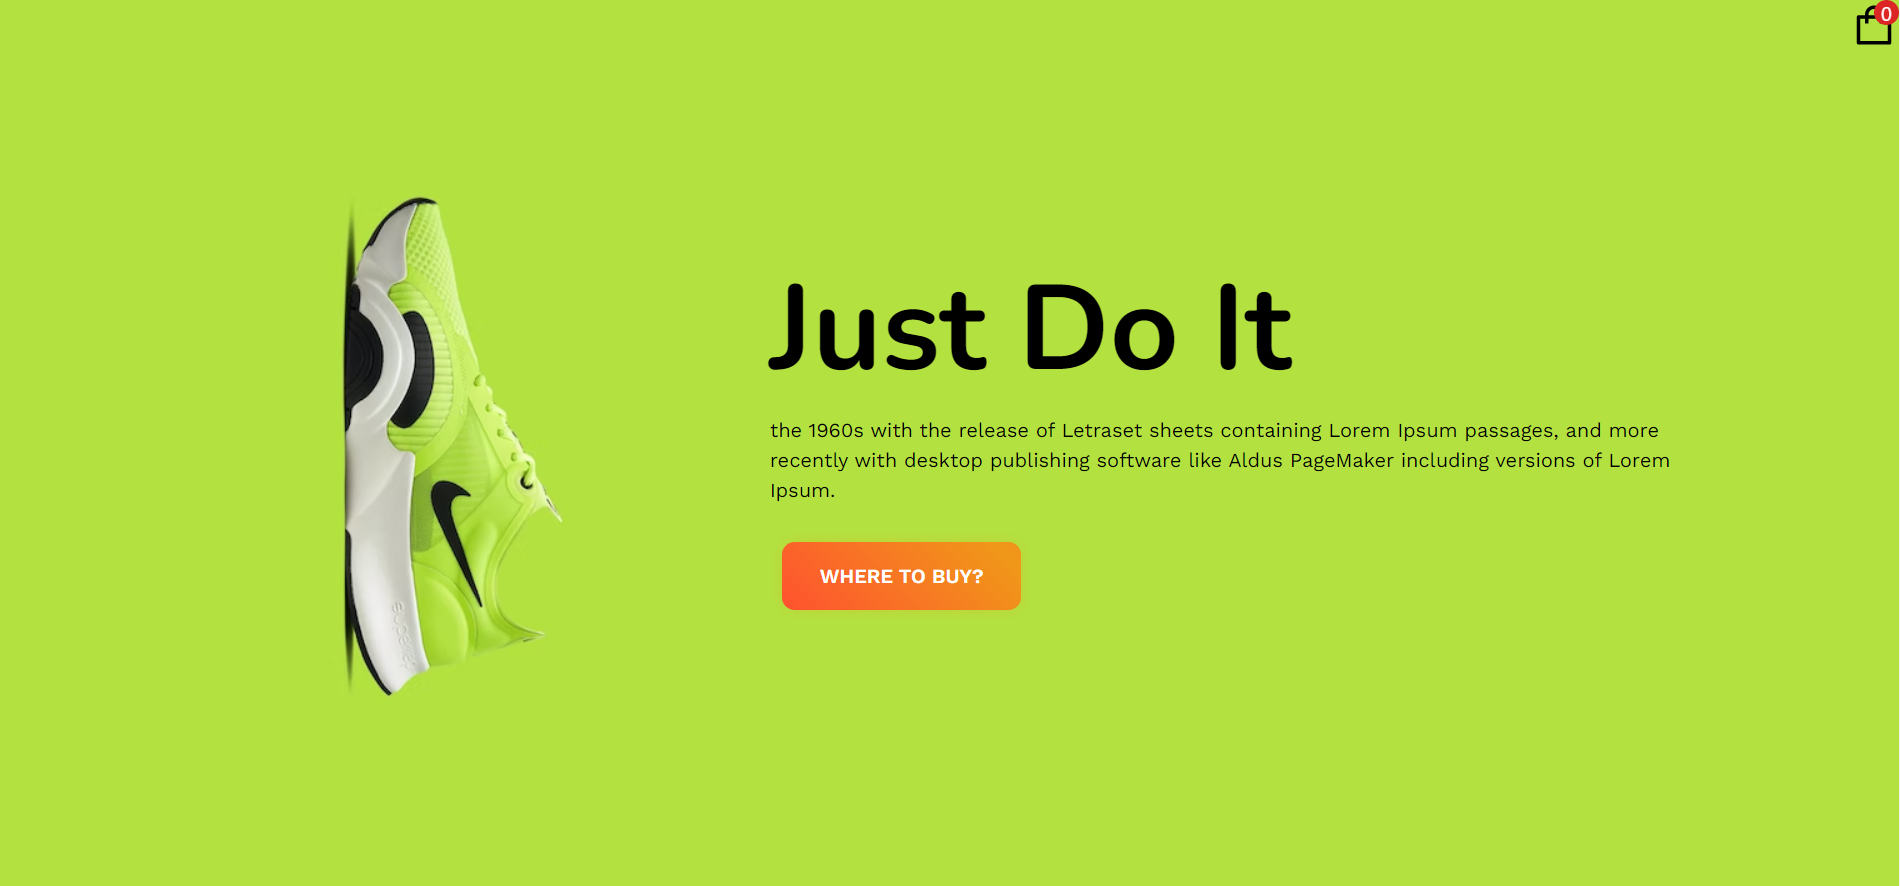 0
Just Do It
the 1960s with the release of Letraset sheets containing Lorem Ipsum passages, and more
recently with desktop publishing software like Aldus PageMaker including versions of Lorem
Ipsum.
WHERE TO BUY?
superrep